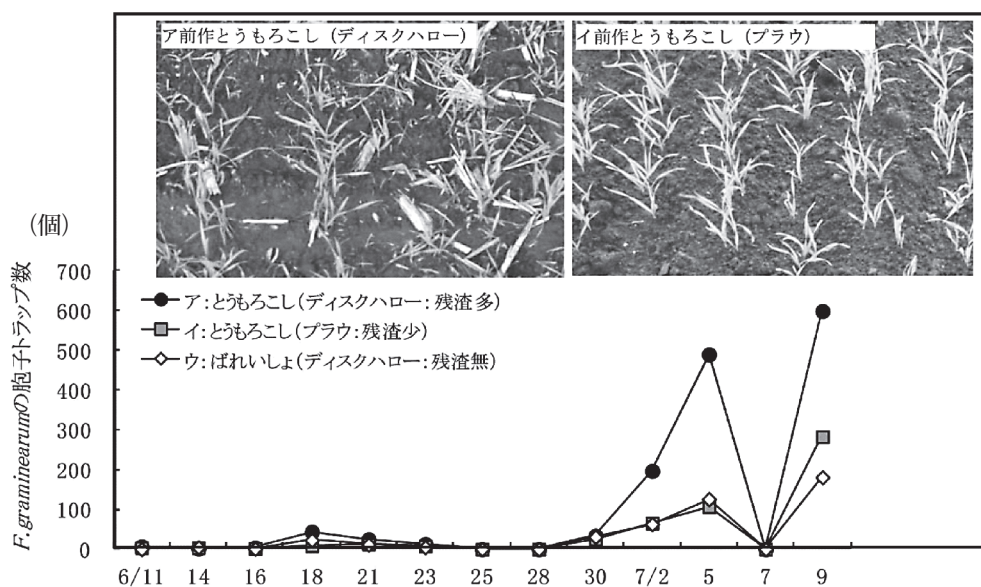 ア前作とうもろこし(ディスクハロー)
イ前作とうもろこし(プラウ)
(個)
F.graminearumの胞子トラップ数
700
600
500
400
300
200
100
0
ア:とうもろこし(ディスクハロー:残渣多)
イ:とうもろこし(プラウ:残渣少)
ウ:ばれいしょ(ディスクハロー:残渣無)
6/11 14 16 18 21 23 25 28 30 7/2 5 7 9